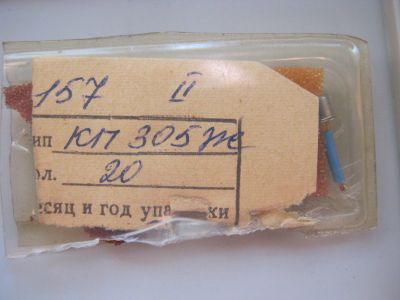 157 II
ип КП 305Ж
ол. 20
есяц и год упа ки